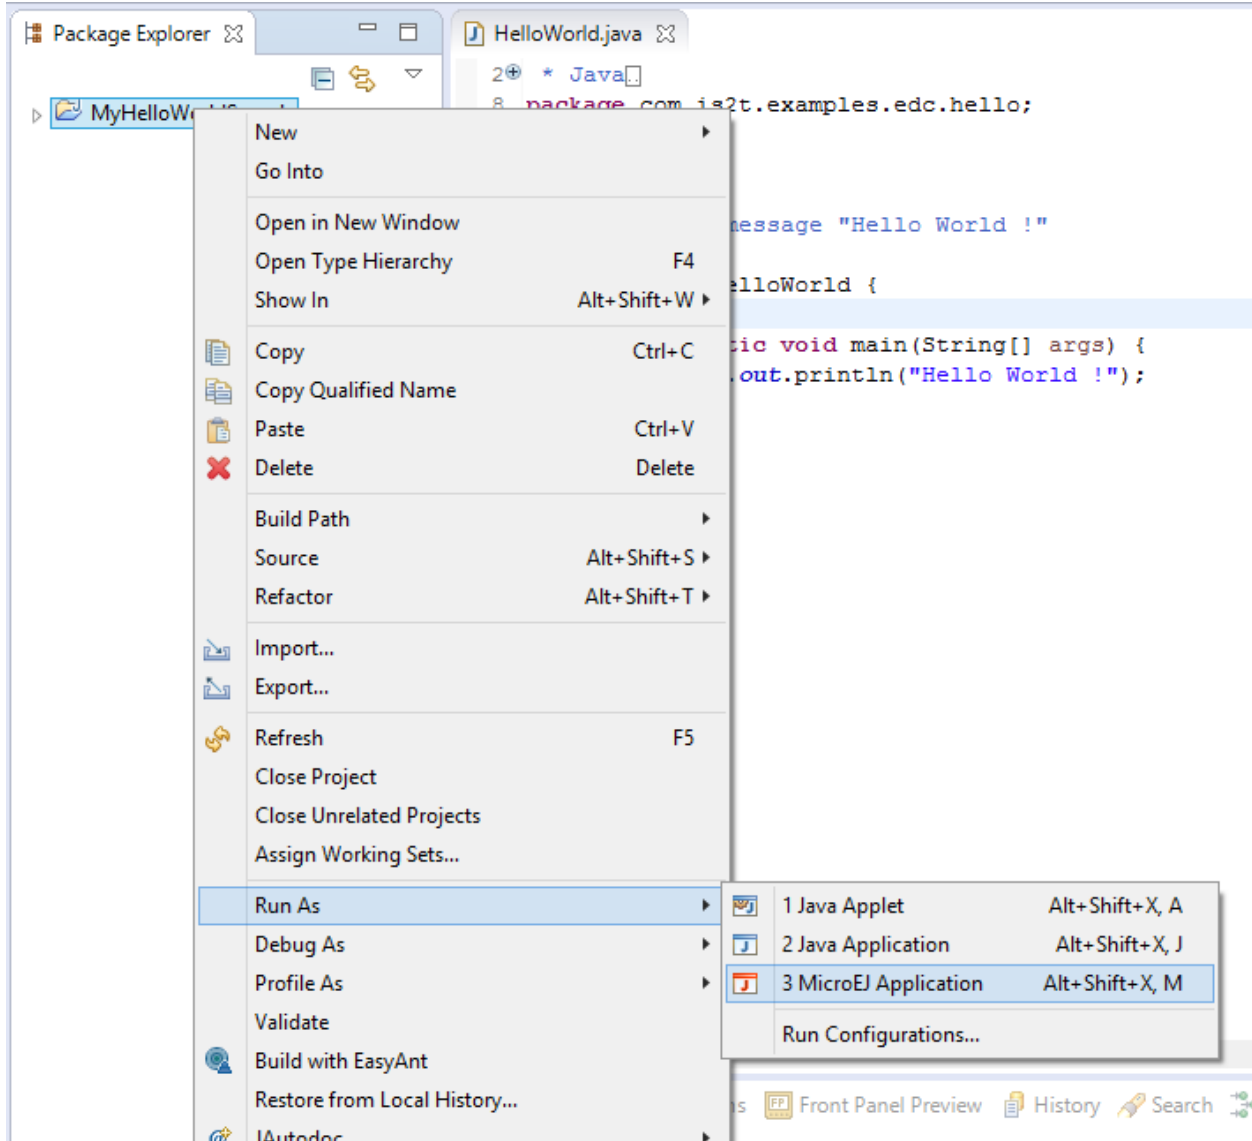 Package Explorer
HelloWorld.java
2 * Java
8 package com.is2t.examples.edc.hello;
message "Hello World !"
HelloWorld {
static void main(String[] args) {
.out.println("Hello World !");
New
Go Into
Open in New Window
Open Type Hierarchy F4
Show In Alt+Shift+W
Copy Ctrl+C
Copy Qualified Name
Paste Ctrl+V
Delete Delete
Build Path
Source Alt+Shift+S
Refactor Alt+Shift+T
Import...
Export...
Refresh F5
Close Project
Close Unrelated Projects
Assign Working Sets...
Run As
Debug As
Profile As
Validate
Build with EasyAnt
Restore from Local History...
JAutodoc
1 Java Applet Alt+Shift+X, A
2 Java Application Alt+Shift+X, J
3 MicroEJ Application Alt+Shift+X, M
Run Configurations...
Front Panel Preview History Search